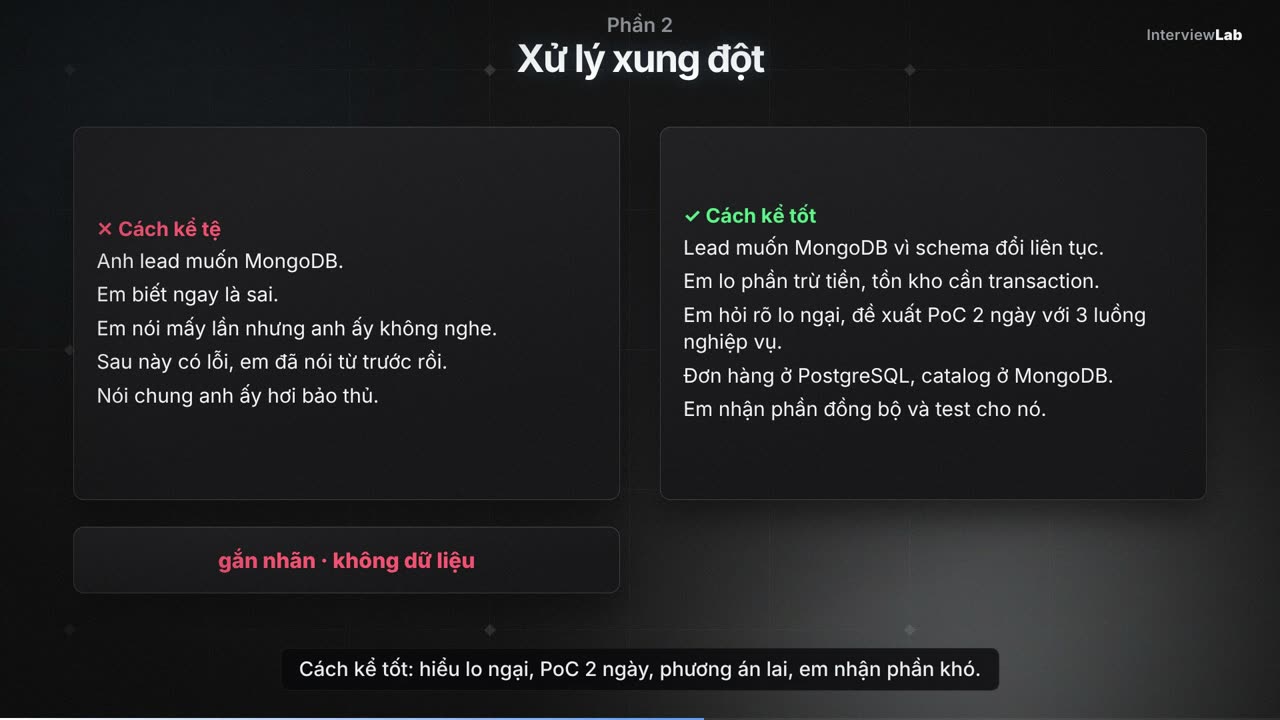 Phần 2
Xử lý xung đột
InterviewLab
✕ Cách kể tệ
Anh lead muốn MongoDB.
Em biết ngay là sai.
Em nói mấy lần nhưng anh ấy không nghe.
Sau này có lỗi, em đã nói từ trước rồi.
Nói chung anh ấy hơi bảo thủ.
✓ Cách kể tốt
Lead muốn MongoDB vì schema đổi liên tục.
Em lo phần trừ tiền, tồn kho cần transaction.
Em hỏi rõ lo ngại, đề xuất PoC 2 ngày với 3 luồng
nghiệp vụ.
Đơn hàng ở PostgreSQL, catalog ở MongoDB.
Em nhận phần đồng bộ và test cho nó.
gắn nhãn · không dữ liệu
Cách kể tốt: hiểu lo ngại, PoC 2 ngày, phương án lai, em nhận phần khó.